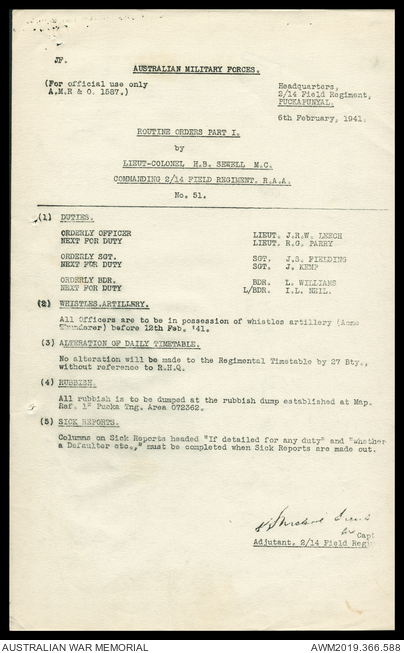 JF.
AUSTRALIAN MILITARY FORCES.
(For official use only
A.M.R & O. 1587.)
Headquarters,
2/14 Field Regiment,
PUCKAPUNYAL.
6th February, 1941.
ROUTINE ORDERS PART I.
by
LIEUT-COLONEL H.B. SEWELL M.C.
COMMANDING 2/14 FIELD REGIMENT. R.A.A.
No. 51.
(1) DUTIES.
ORDERLY OFFICER LIEUT. J.R.W. LEECH
NEXT FOR DUTY LIEUT. R.G. PARRY
ORDERLY SGT. SGT. J.S. FIELDING
NEXT FOR DUTY SGT. J. KEMP
ORDERLY BDR. BDR. L. WILLIAMS
NEXT FOR DUTY L/BDR. I.L. NEIL.
(2) WHISTLES.ARTILLERY.
All Officers are to be in possession of whistles artillery (Acme
Thunderer) before 12th Feb. '41.
(3) ALTERATION OF DAILY TIMETABLE.
No alteration will be made to the Regimental Timetable by 27 Bty.,
without reference to R.H.Q.
(4) RUBBISH.
All rubbish is to be dumped at the rubbish dump established at Map.
Ref. 1" Pucka Tng. Area 072362.
(5) SICK REPORTS.
Columns on Sick Reports headed "If detailed for any duty" and "whether
a Defaulter etc.," must be completed when Sick Reports are made out.
Capt
Adjutant. 2/14 Field Regi
AUSTRALIAN WAR MEMORIAL
AWM2019.366.588